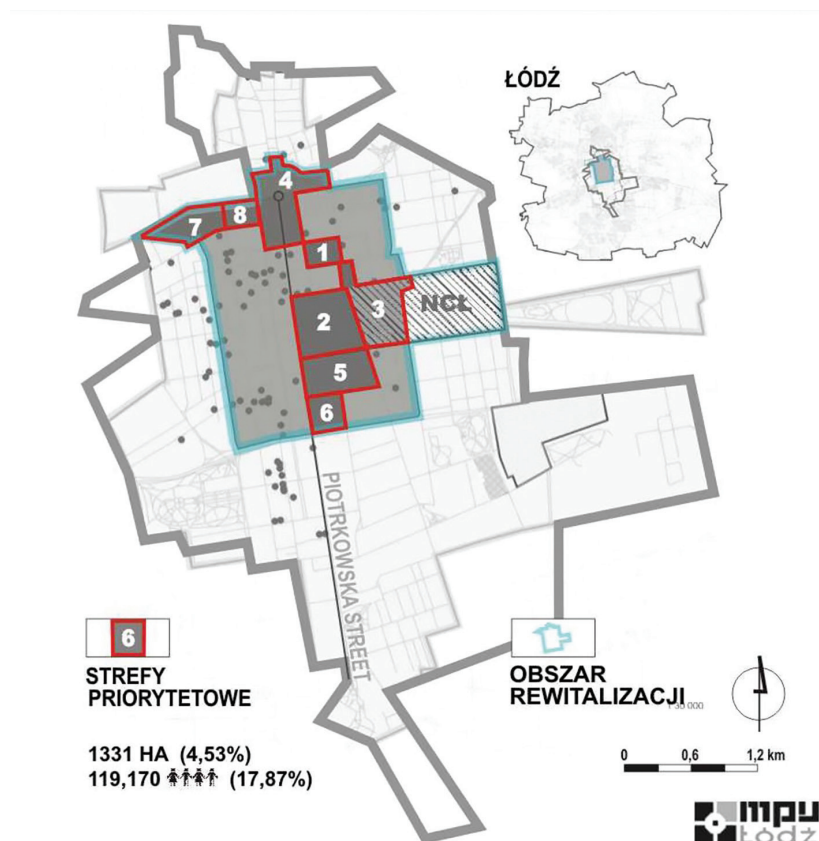 ŁÓDŹ
4
7
8
1
2
3
NCŁ
5
6
PIOTRKOWSKA STREET
6
STREFY
PRIORYTETOWE
OBSZAR
REWITALIZACJI
1331 HA (4,53%)
119,170 (17,87%)
0 0,6 1,2 km
mpu
Łódź